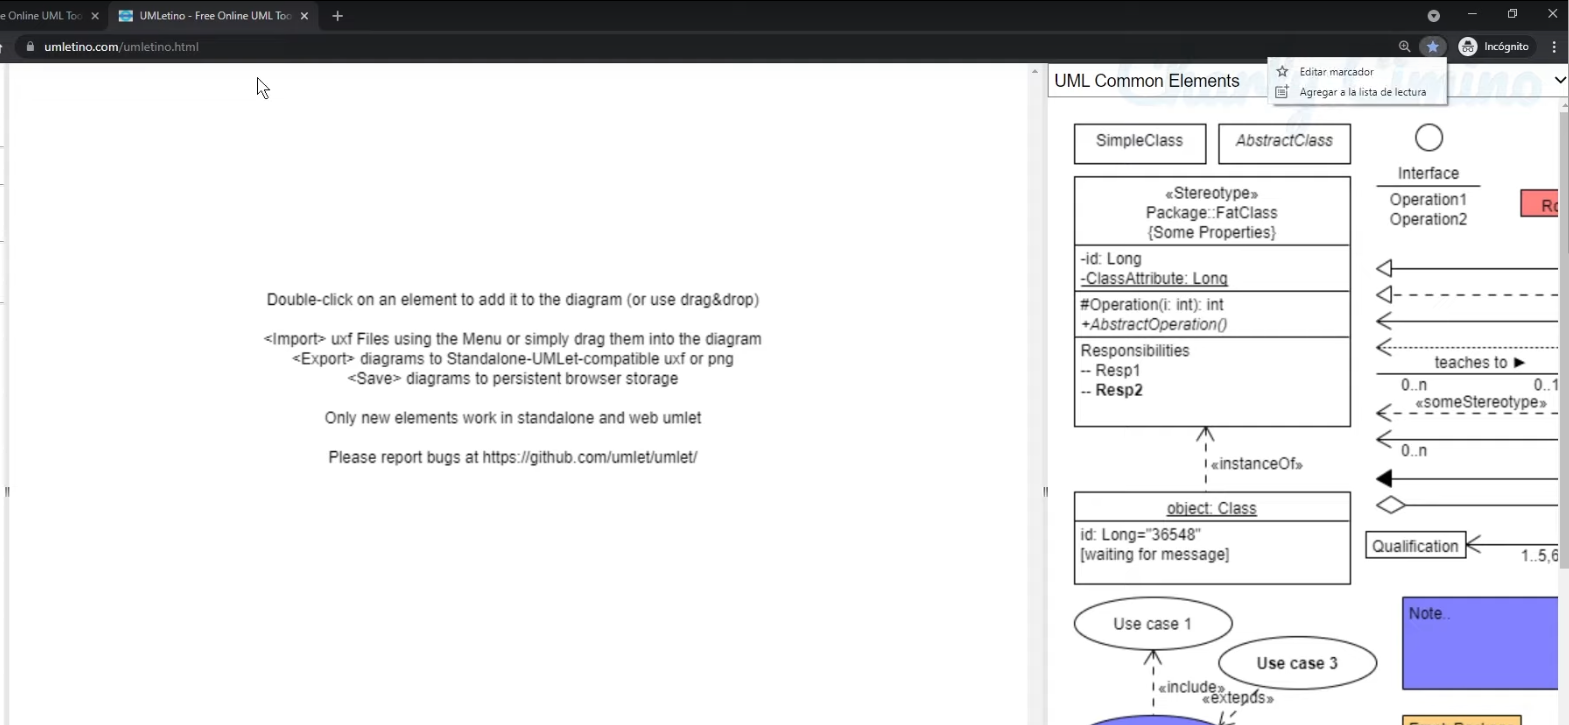 e Online UML Too
UMLetino - Free Online UML Too
umletino.com/umletino.html
Incógnito
Editar marcador
Agregar a la lista de lectura
UML Common Elements
SimpleClass
AbstractClass
Interface
Operation1
Operation2
«Stereotype»
Package::FatClass
{Some Properties}
-id: Long
-ClassAttribute: Long
#Operation(i: int): int
+AbstractOperation()
Responsibilities
-- Resp1
-- Resp2
teaches to ►
0..n
0..1
«someStereotype»
0..n
«instanceOf»
object: Class
id: Long="36548"
[waiting for message]
Qualification
1..5,6
Use case 1
Use case 3
«include»
«extends»
Note..
Double-click on an element to add it to the diagram (or use drag&drop)
<Import> uxf Files using the Menu or simply drag them into the diagram
<Export> diagrams to Standalone-UMLet-compatible uxf or png
<Save> diagrams to persistent browser storage
Only new elements work in standalone and web umlet
Please report bugs at https://github.com/umlet/umlet/